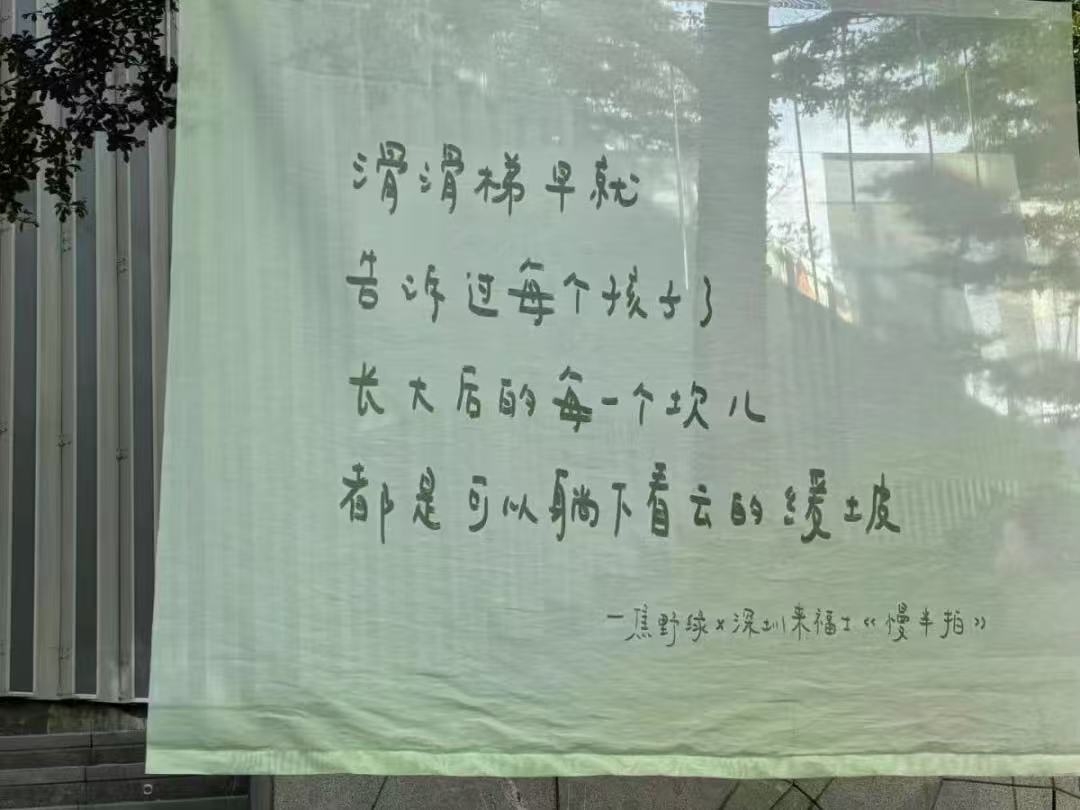 滑滑梯早就
告诉过每个孩子了
长大后的每一个坎儿
都是可以躺下看云的缓坡
一焦野绿×深圳来福士《慢半拍》